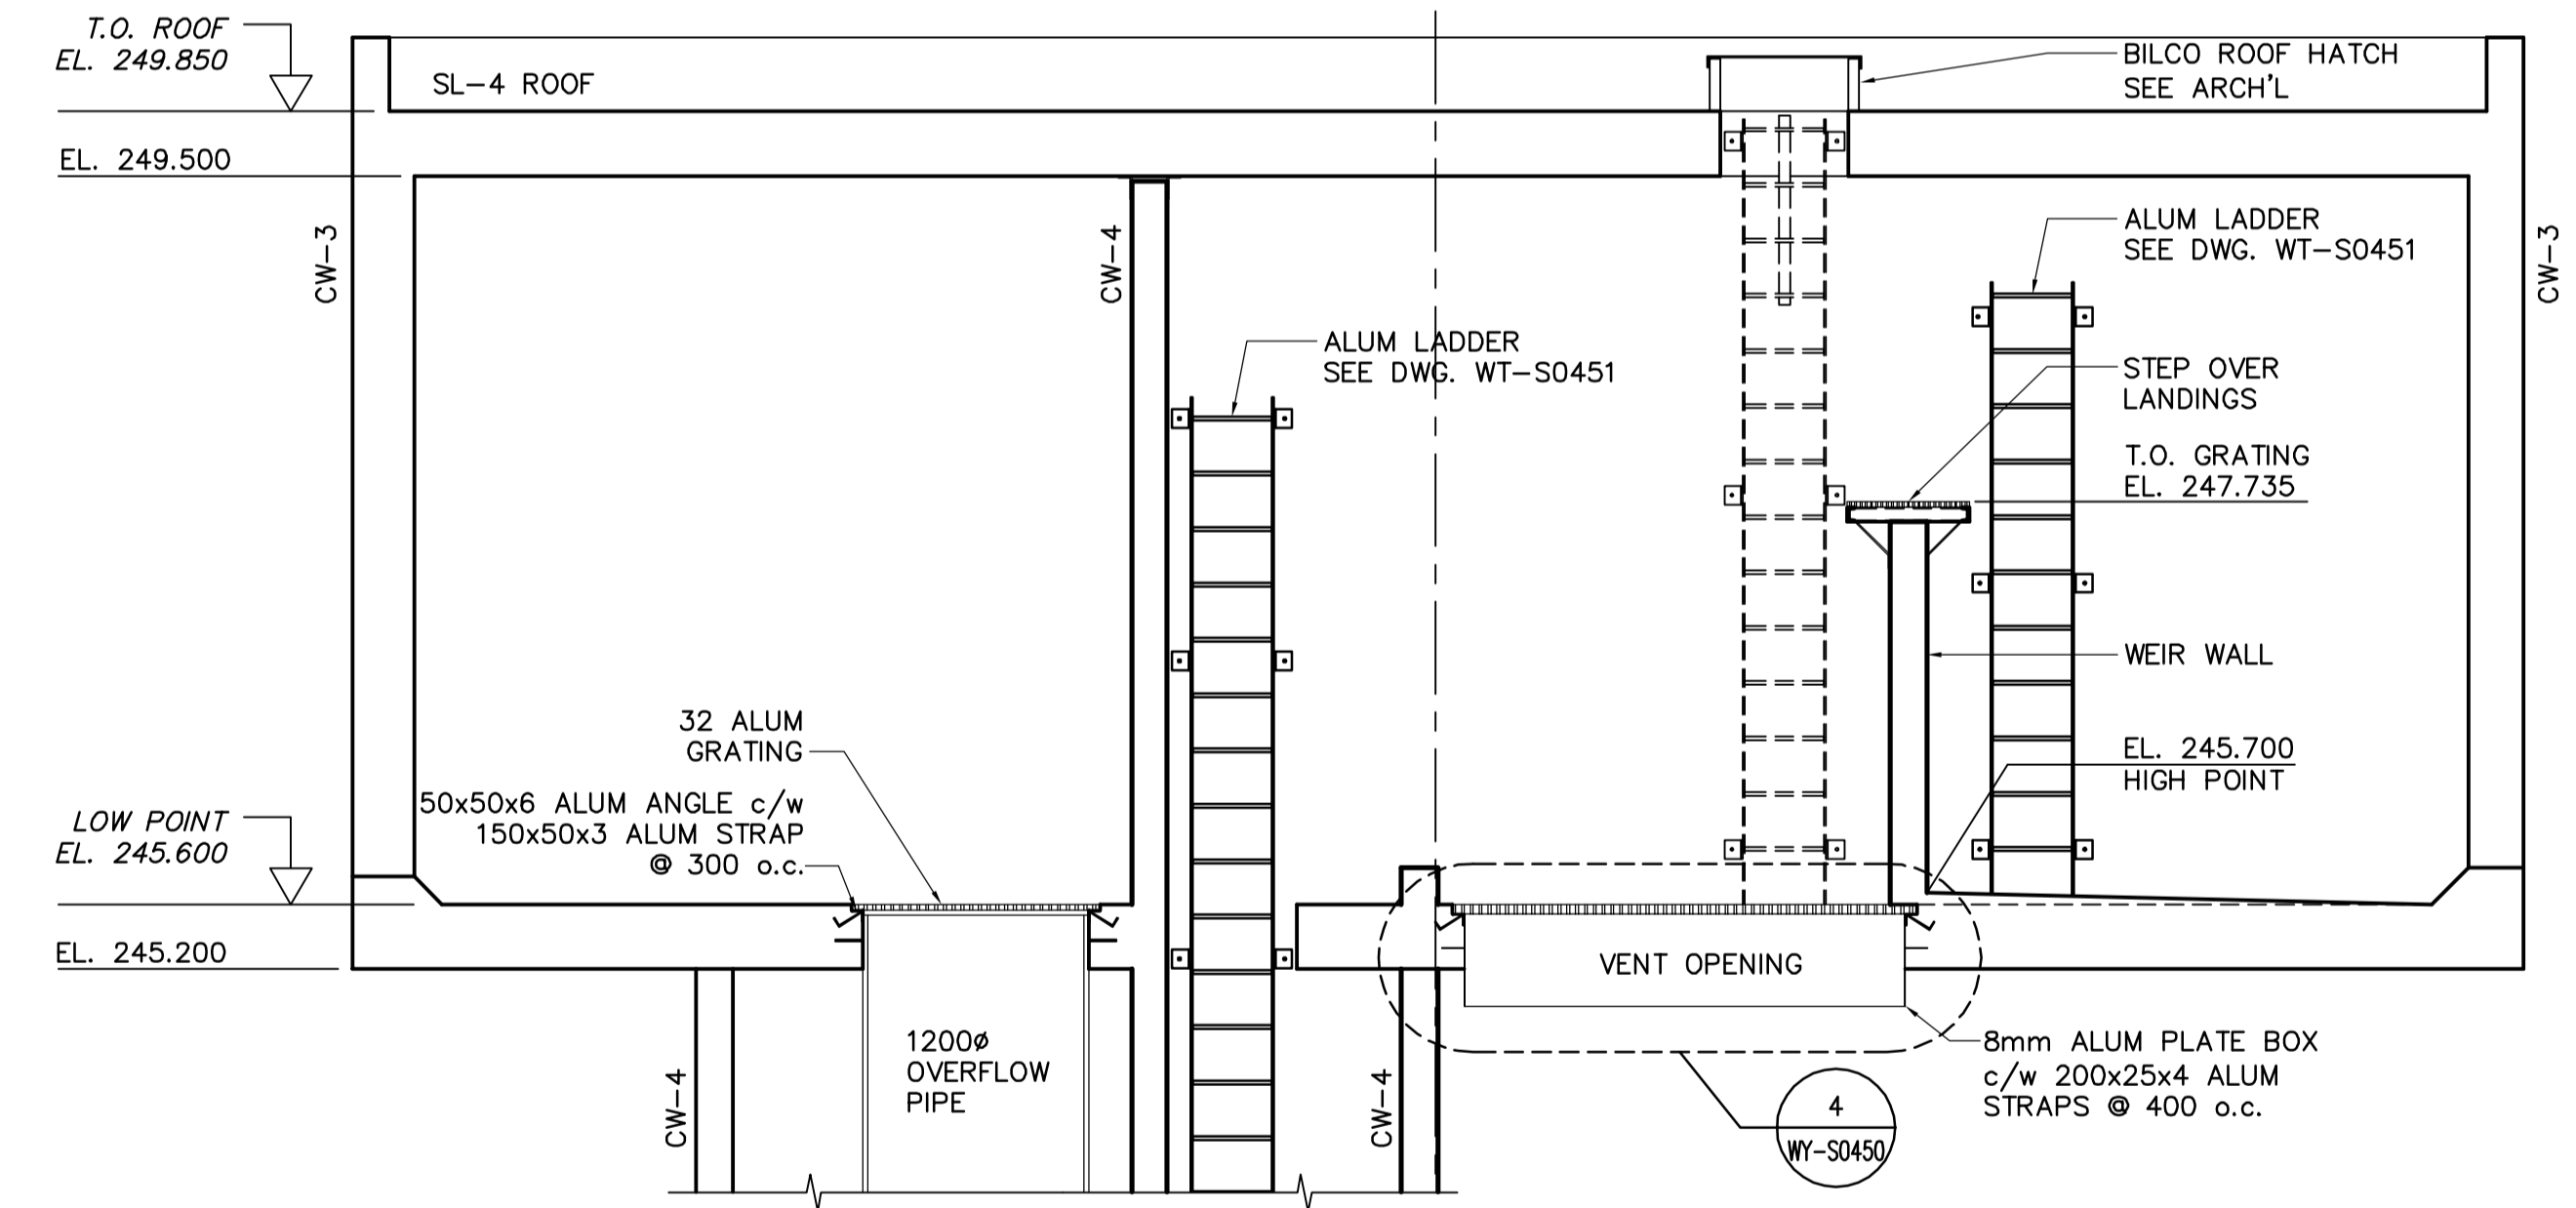 T.O. ROOF
EL. 249.850
SL-4 ROOF
BILCO ROOF HATCH
SEE ARCH'L
EL. 249.500
CW-3
CW-4
ALUM LADDER
SEE DWG. WT-S0451
CW-3
ALUM LADDER
SEE DWG. WT-S0451
STEP OVER
LANDINGS
T.O. GRATING
EL. 247.735
WEIR WALL
32 ALUM
GRATING
EL. 245.700
HIGH POINT
50x50x6 ALUM ANGLE c/w
150x50x3 ALUM STRAP
@ 300 o.c.
LOW POINT
EL. 245.600
EL. 245.200
VENT OPENING
1200ø
OVERFLOW
PIPE
CW-4
CW-4
8mm ALUM PLATE BOX
c/w 200x25x4 ALUM
STRAPS @ 400 o.c.
4
WY-S0450